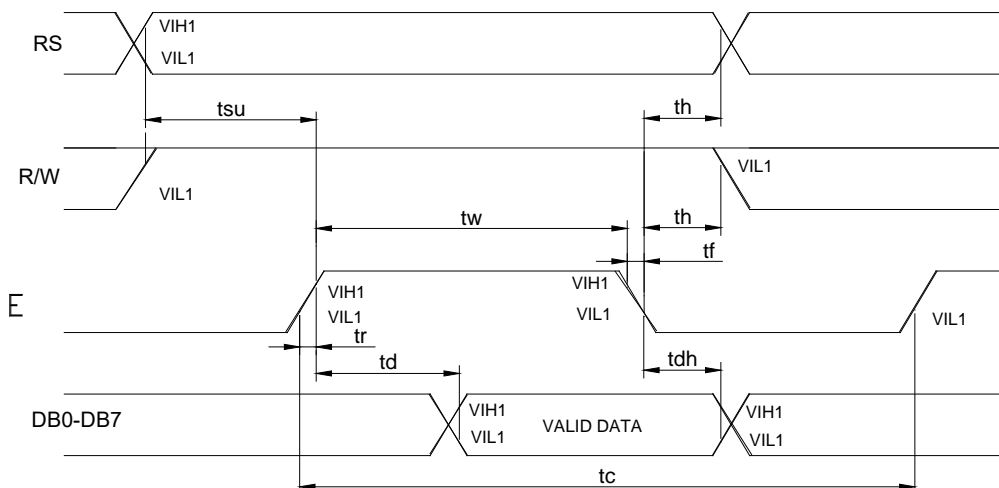 VIH1
RS
VIL1
tsu
th
R/W
VIL1
VIL1
tw
th
tf
E
VIH1
VIL1
VIH1
VIL1
VIL1
tr
td
tdh
DB0-DB7
VIH1
VIL1
VALID DATA
VIH1
VIL1
tc